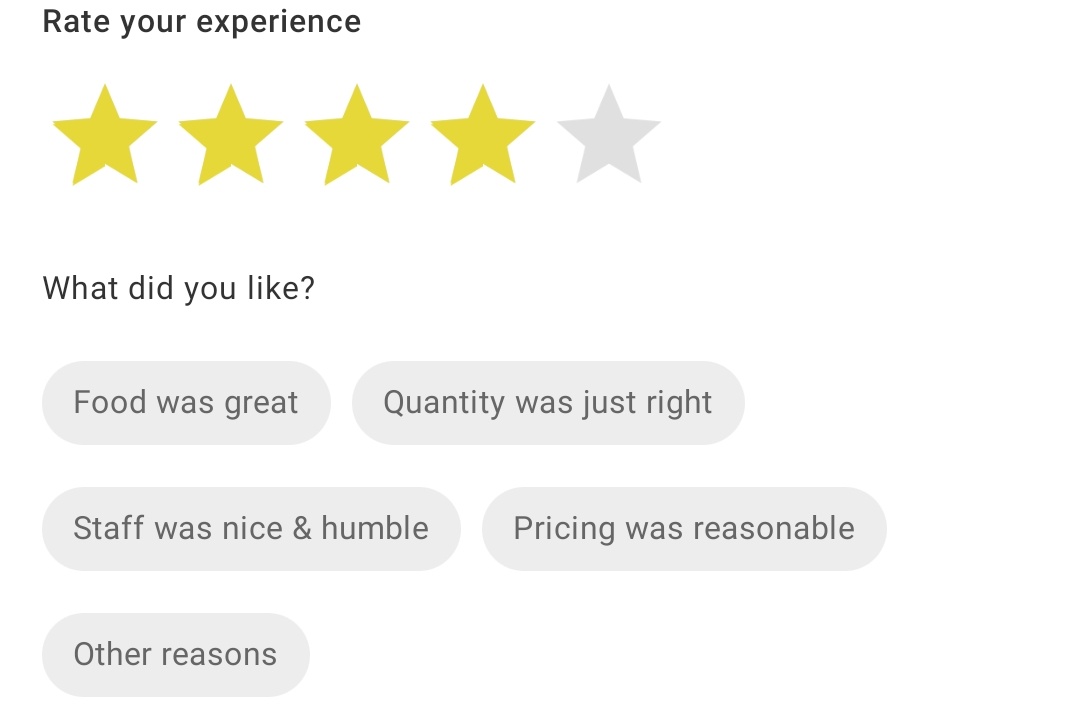 Rate your experience
What did you like?
Food was great
Quantity was just right
Staff was nice & humble
Pricing was reasonable
Other reasons